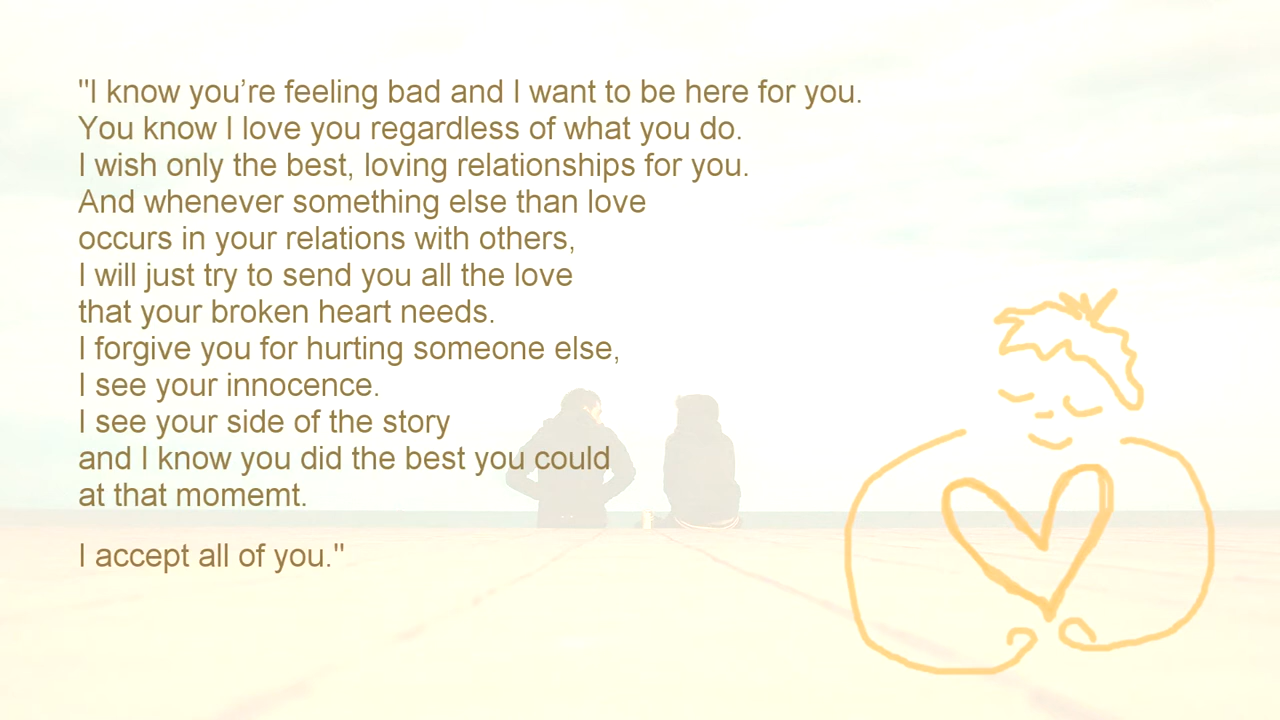 "I know you’re feeling bad and I want to be here for you.
You know I love you regardless of what you do.
I wish only the best, loving relationships for you.
And whenever something else than love
occurs in your relations with others,
I will just try to send you all the love
that your broken heart needs.
I forgive you for hurting someone else,
I see your innocence.
I see your side of the story
and I know you did the best you could
at that momemt.
I accept all of you."